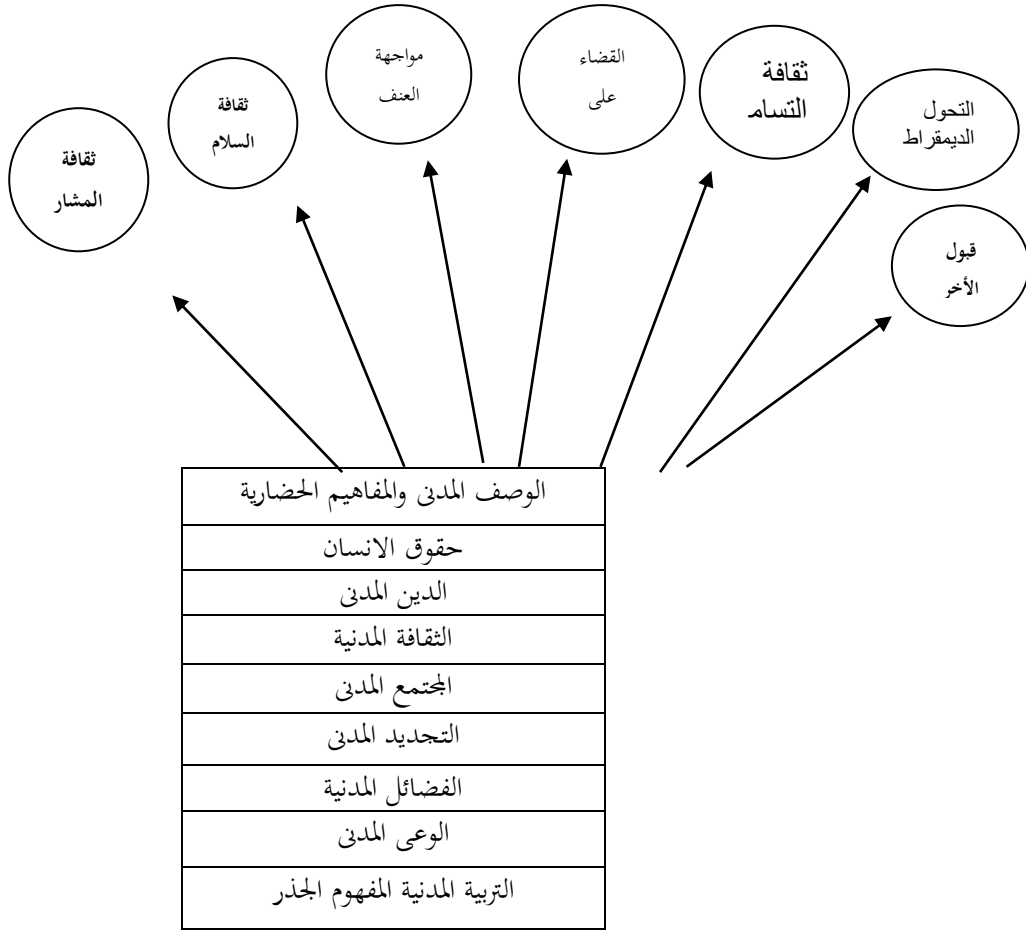 التحول
الديمقراط
قبول
الأخر
ثقافة
التسامـ
القضاء
على
مواجهة
العنف
ثقافة
السلام
ثقافة
المشار
الوصف المدنى والمفاهيم الحضارية
حقوق الانسان
الدين المدنى
الثقافة المدنية
المجتمع المدنى
التجديد المدنى
الفضائل المدنية
الوعى المدنى
التربية المدنية المفهوم الجذر